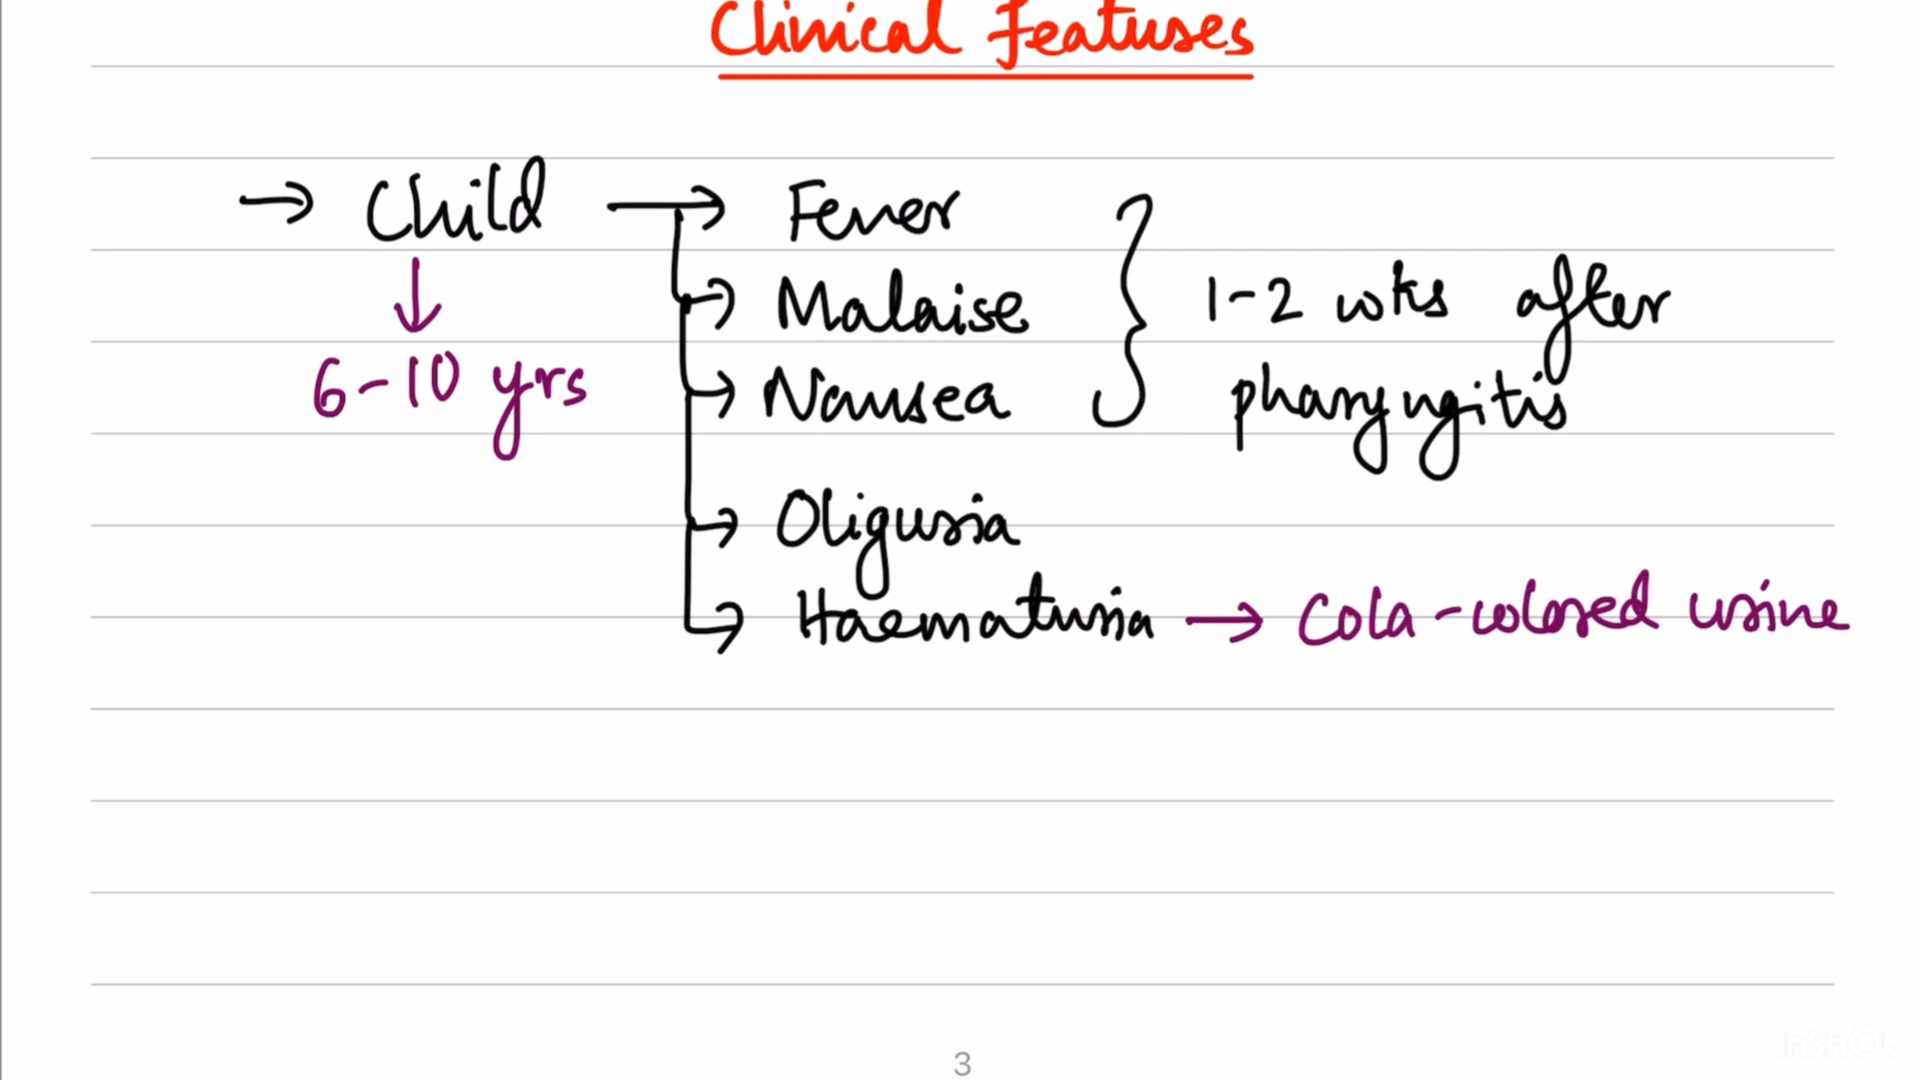 Clinical Features
→ Child → Fever
→ Malaise
→ Nausea
} 1-2 wks after
pharyngitis
↓
6-10 yrs
→ Oliguria
→ Haematuria → Cola-colored urine
3
InShOt